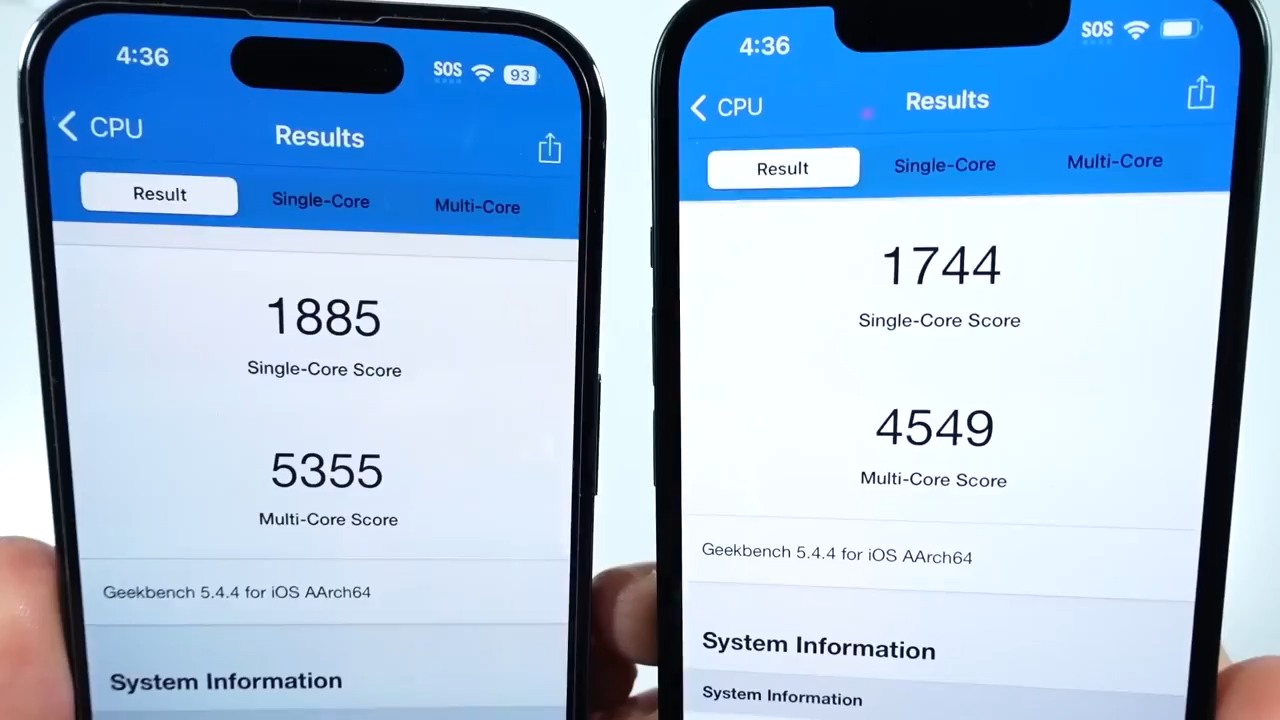 4:36
SOS
93
CPU
Results
Result
Single-Core
Multi-Core
1885
Single-Core Score
5355
Multi-Core Score
Geekbench 5.4.4 for iOS AArch64
System Information
4:36
SOS
CPU
Results
Result
Single-Core
Multi-Core
1744
Single-Core Score
4549
Multi-Core Score
Geekbench 5.4.4 for iOS AArch64
System Information
System Information